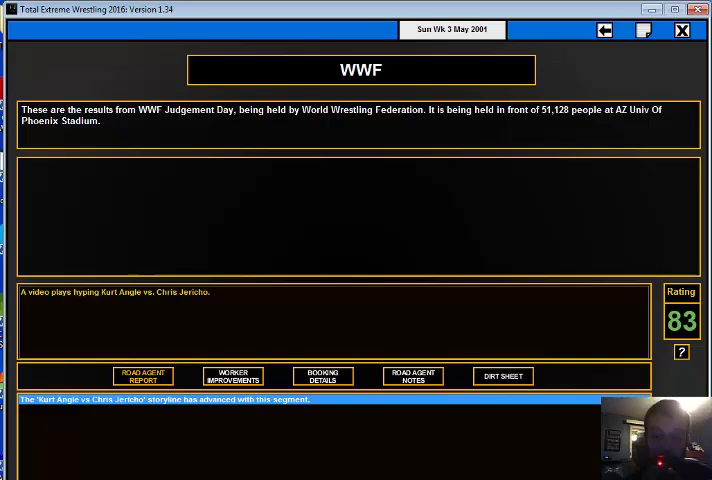 Total Extreme Wrestling 2016: Version 1.34
Sun Wk 3 May 2001
WWF
These are the results from WWF Judgement Day, being held by World Wrestling Federation. It is being held in front of 51,128 people at AZ Univ Of
Phoenix Stadium.
A video plays hyping Kurt Angle vs. Chris Jericho.
Rating
83
?
ROAD AGENT
REPORT
WORKER
IMPROVEMENTS
BOOKING
DETAILS
ROAD AGENT
NOTES
DIRT SHEET
The 'Kurt Angle vs Chris Jericho' storyline has advanced with this segment.